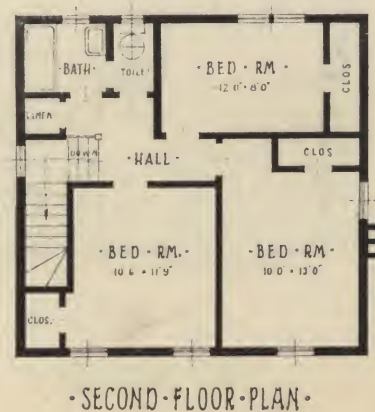 BATH
TOILET
BED · RM ·
12'0" × 8'0"
CLOS
LINEN
DOWN
· HALL ·
CLOS
· BED · RM. ·
10'6" × 11'9"
· BED · RM ·
10'0" × 13'0"
CLOS.
· SECOND · FLOOR · PLAN ·